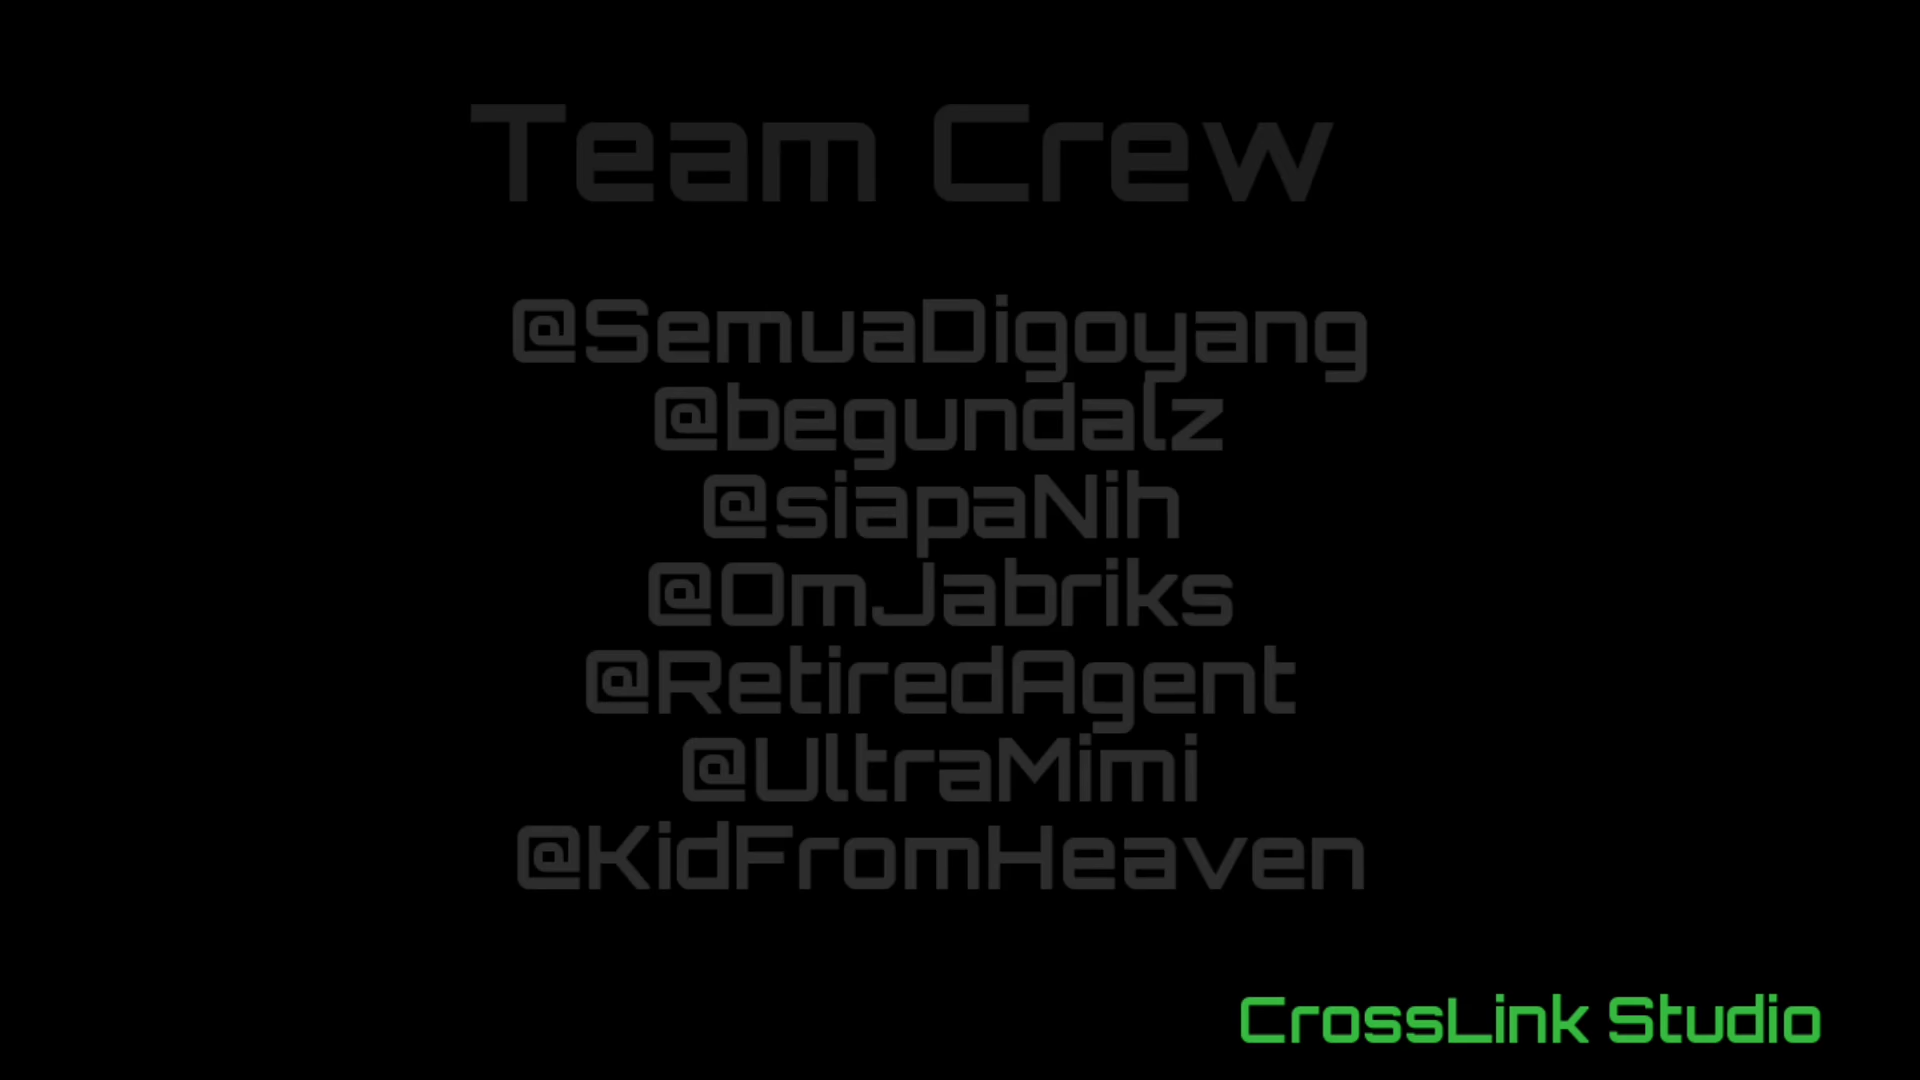 Team Crew
@SemuaDigoyang
@begundalz
@siapaNih
@OmJabriks
@RetiredAgent
@UltraMimi
@KidFromHeaven
CrossLink Studio